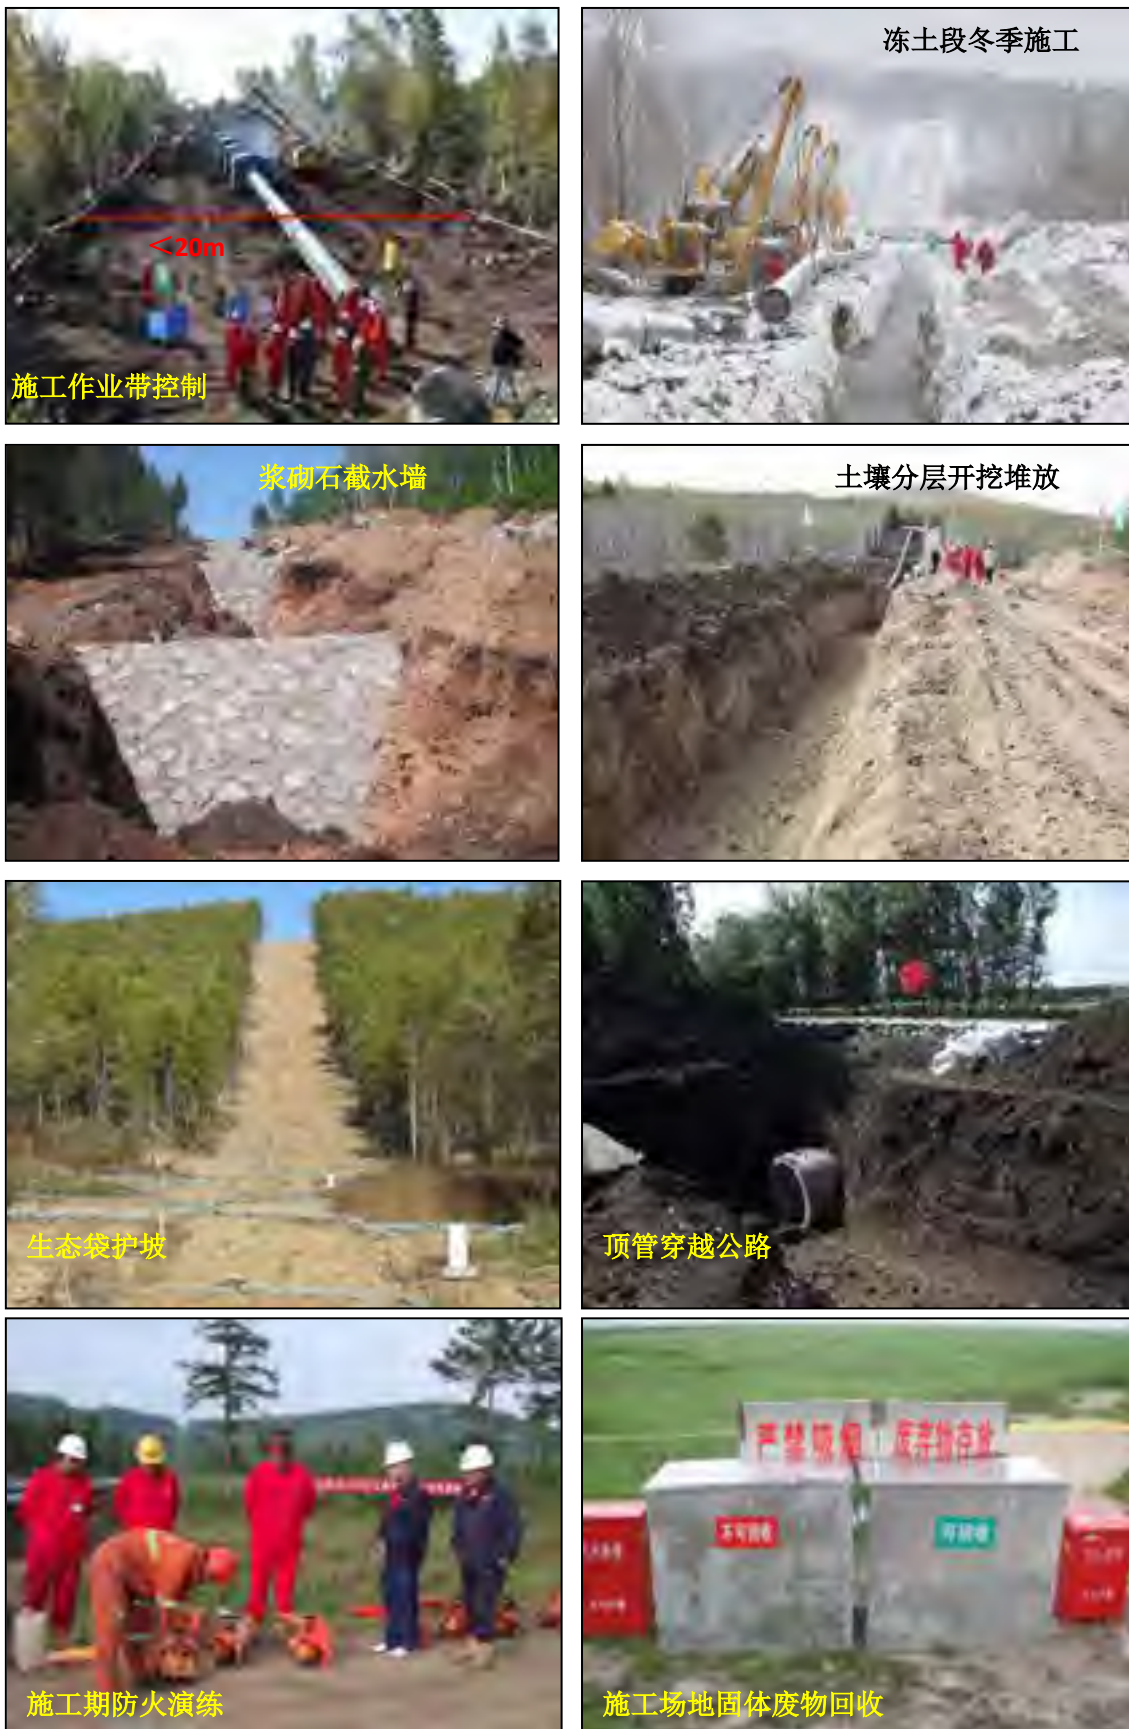 冻土段冬季施工
＜20m
施工作业带控制
浆砌石截水墙
土壤分层开挖堆放
生态袋护坡
顶管穿越公路
严禁吸烟
废弃物存放
不可回收
可回收
施工期防火演练
施工场地固体废物回收